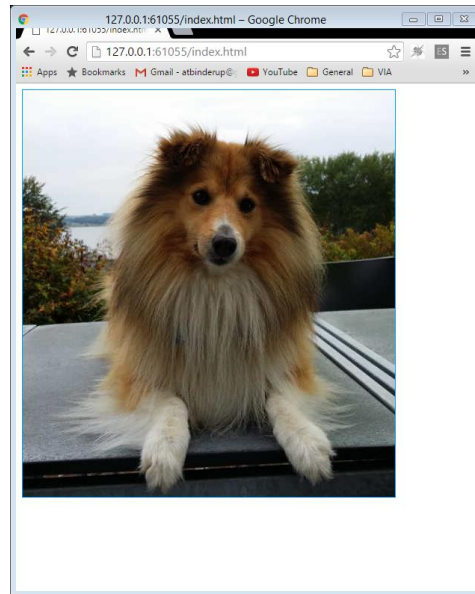 127.0.0.1:61055/index.html – Google Chrome
127.0.0.1:61055/index.htm
127.0.0.1:61055/index.html
ES
Apps Bookmarks Gmail - atbinderup@ YouTube General VIA »